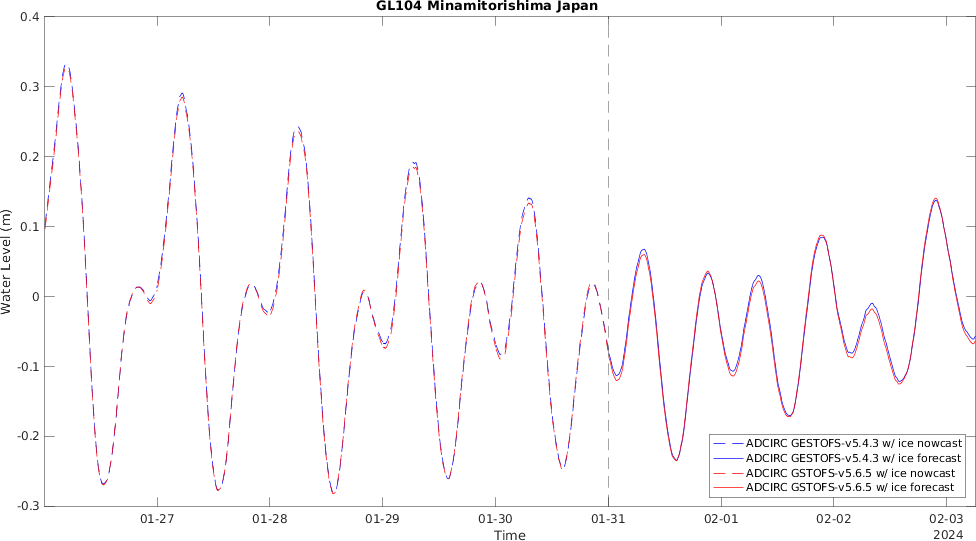 GL104 Minamitorishima Japan
0.4
0.3
0.2
0.1
0
-0.1
-0.2
-0.3
Water Level (m)
ADCIRC GESTOFS-v5.4.3 w/ ice nowcast
ADCIRC GESTOFS-v5.4.3 w/ ice forecast
ADCIRC GSTOFS-v5.6.5 w/ ice nowcast
ADCIRC GSTOFS-v5.6.5 w/ ice forecast
01-27 01-28 01-29 01-30 01-31 02-01 02-02 02-03
Time 2024